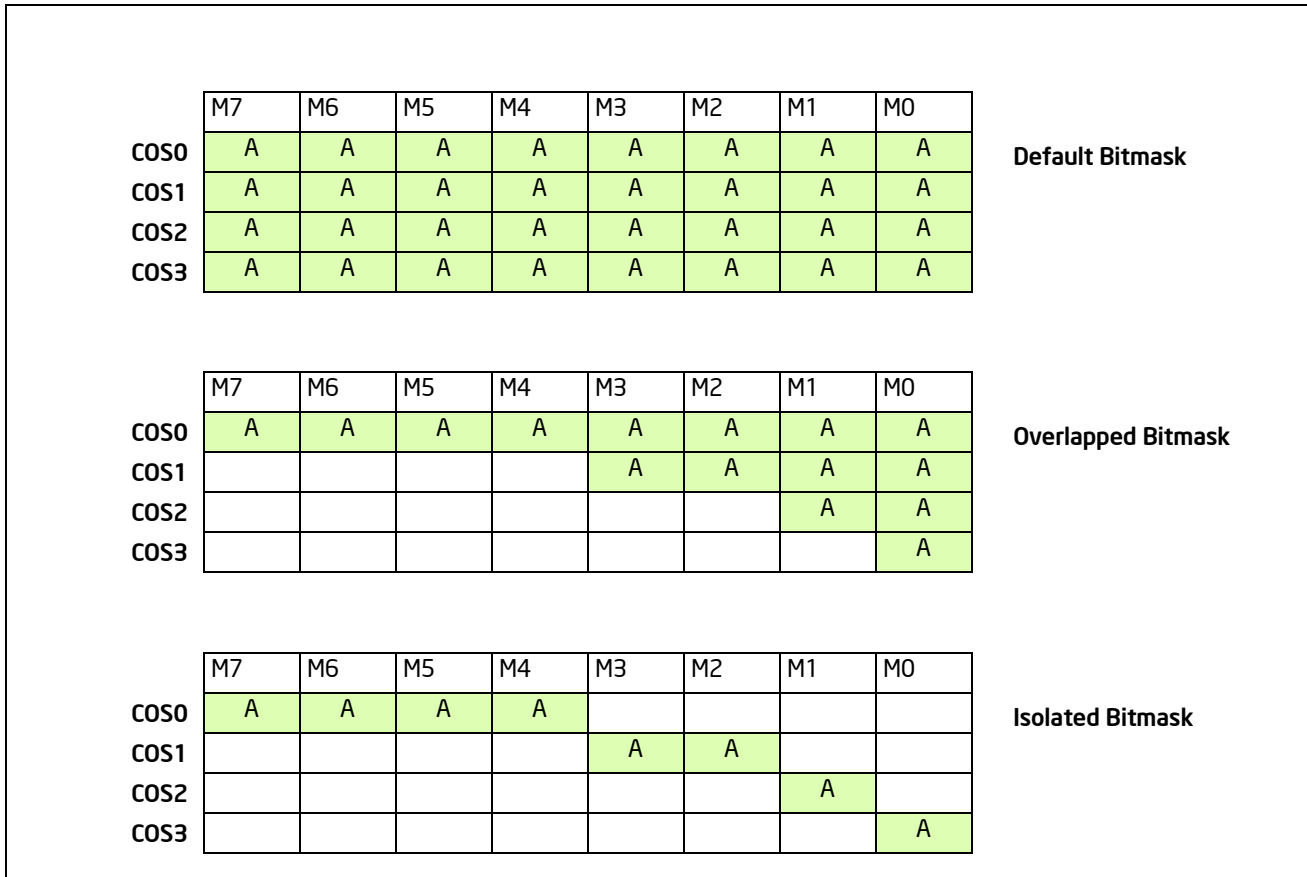 M7 M6 M5 M4 M3 M2 M1 M0
COS0 A A A A A A A A Default Bitmask
COS1 A A A A A A A A
COS2 A A A A A A A A
COS3 A A A A A A A A
M7 M6 M5 M4 M3 M2 M1 M0
COS0 A A A A A A A A Overlapped Bitmask
COS1 A A A A
COS2 A A
COS3 A
M7 M6 M5 M4 M3 M2 M1 M0
COS0 A A A A Isolated Bitmask
COS1 A A
COS2 A
COS3 A